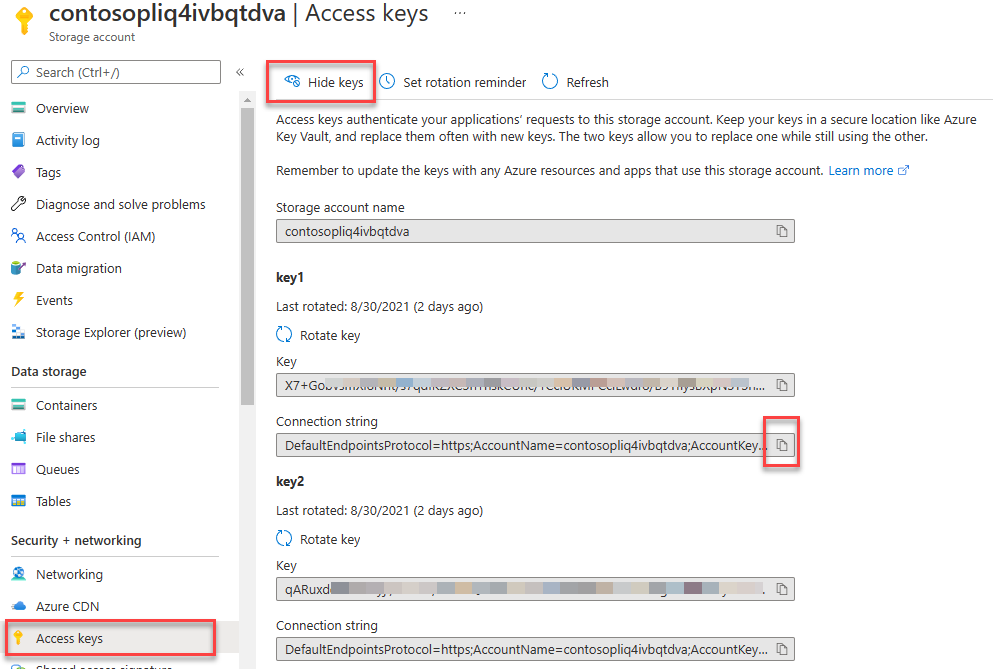 contosopliq4ivbqtdva | Access keys ...
Storage account
Search (Ctrl+/)
«
Overview
Activity log
Tags
Diagnose and solve problems
Access Control (IAM)
Data migration
Events
Storage Explorer (preview)
Data storage
Containers
File shares
Queues
Tables
Security + networking
Networking
Azure CDN
Access keys
Shared access signature
Hide keys
Set rotation reminder
Refresh
Access keys authenticate your applications' requests to this storage account. Keep your keys in a secure location like Azure
Key Vault, and replace them often with new keys. The two keys allow you to replace one while still using the other.
Remember to update the keys with any Azure resources and apps that use this storage account. Learn more
Storage account name
contosopliq4ivbqtdva
key1
Last rotated: 8/30/2021 (2 days ago)
Rotate key
Key
Connection string
DefaultEndpointsProtocol=https;AccountName=contosopliq4ivbqtdva;AccountKey...
key2
Last rotated: 8/30/2021 (2 days ago)
Rotate key
Key
Connection string
DefaultEndpointsProtocol=https;AccountName=contosopliq4ivbqtdva;AccountKey...